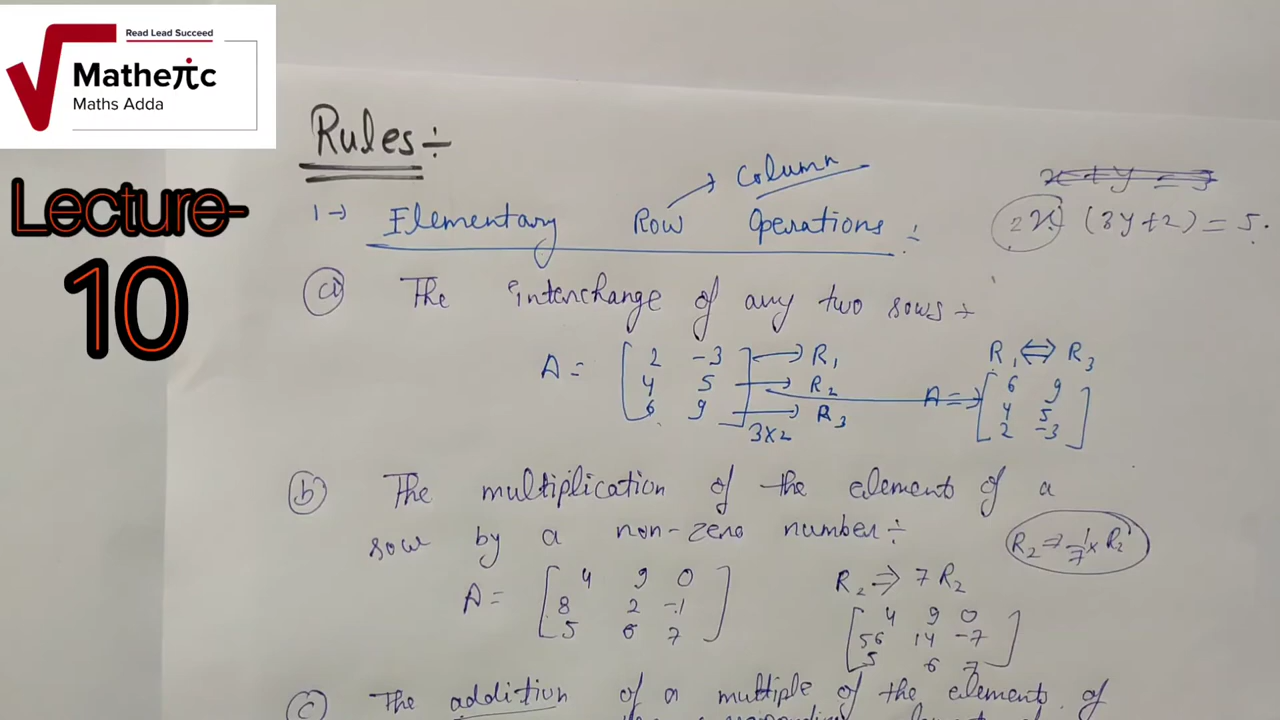 Read Lead Succeed
Matheπc
Maths Adda
Lecture-
10
Rules÷
Column
1→ Elementary Row Operations ÷
x + y = 5
2x (3y+2) = 5.
(a) The interchange of any two rows ÷
A = [ 2 -3 ] ⟷ R₁
4 5 → R₂
6 9 → R₃
3×2
R₁ ⇔ R₃
A = [ 6 9
4 5
2 -3 ]
(b) The multiplication of the element of a
row by a non-zero number ÷
R₂ ⇒ 1/7 × R₂
A = [ 4 9 0
8 2 -1
5 6 7 ]
R₂ ⇒ 7 R₂
[ 4 9 0
56 14 -7
5 6 7 ]
(c) The addition of a multiple of the elements of